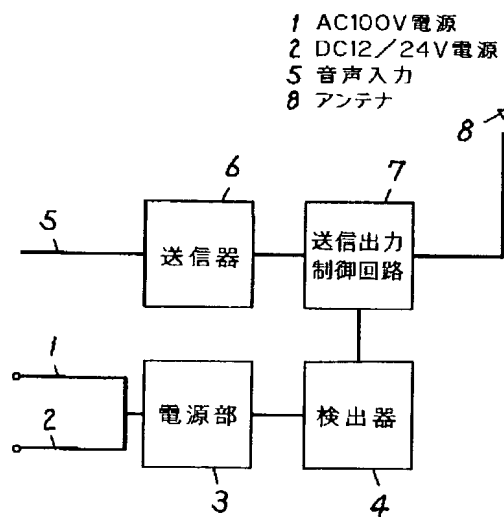 1 AC100V電源
2 DC12/24V電源
5 音声入力
8 アンテナ
8
6
7
5
送信器
送信出力
制御回路
1
2
電源部
検出器
3
4